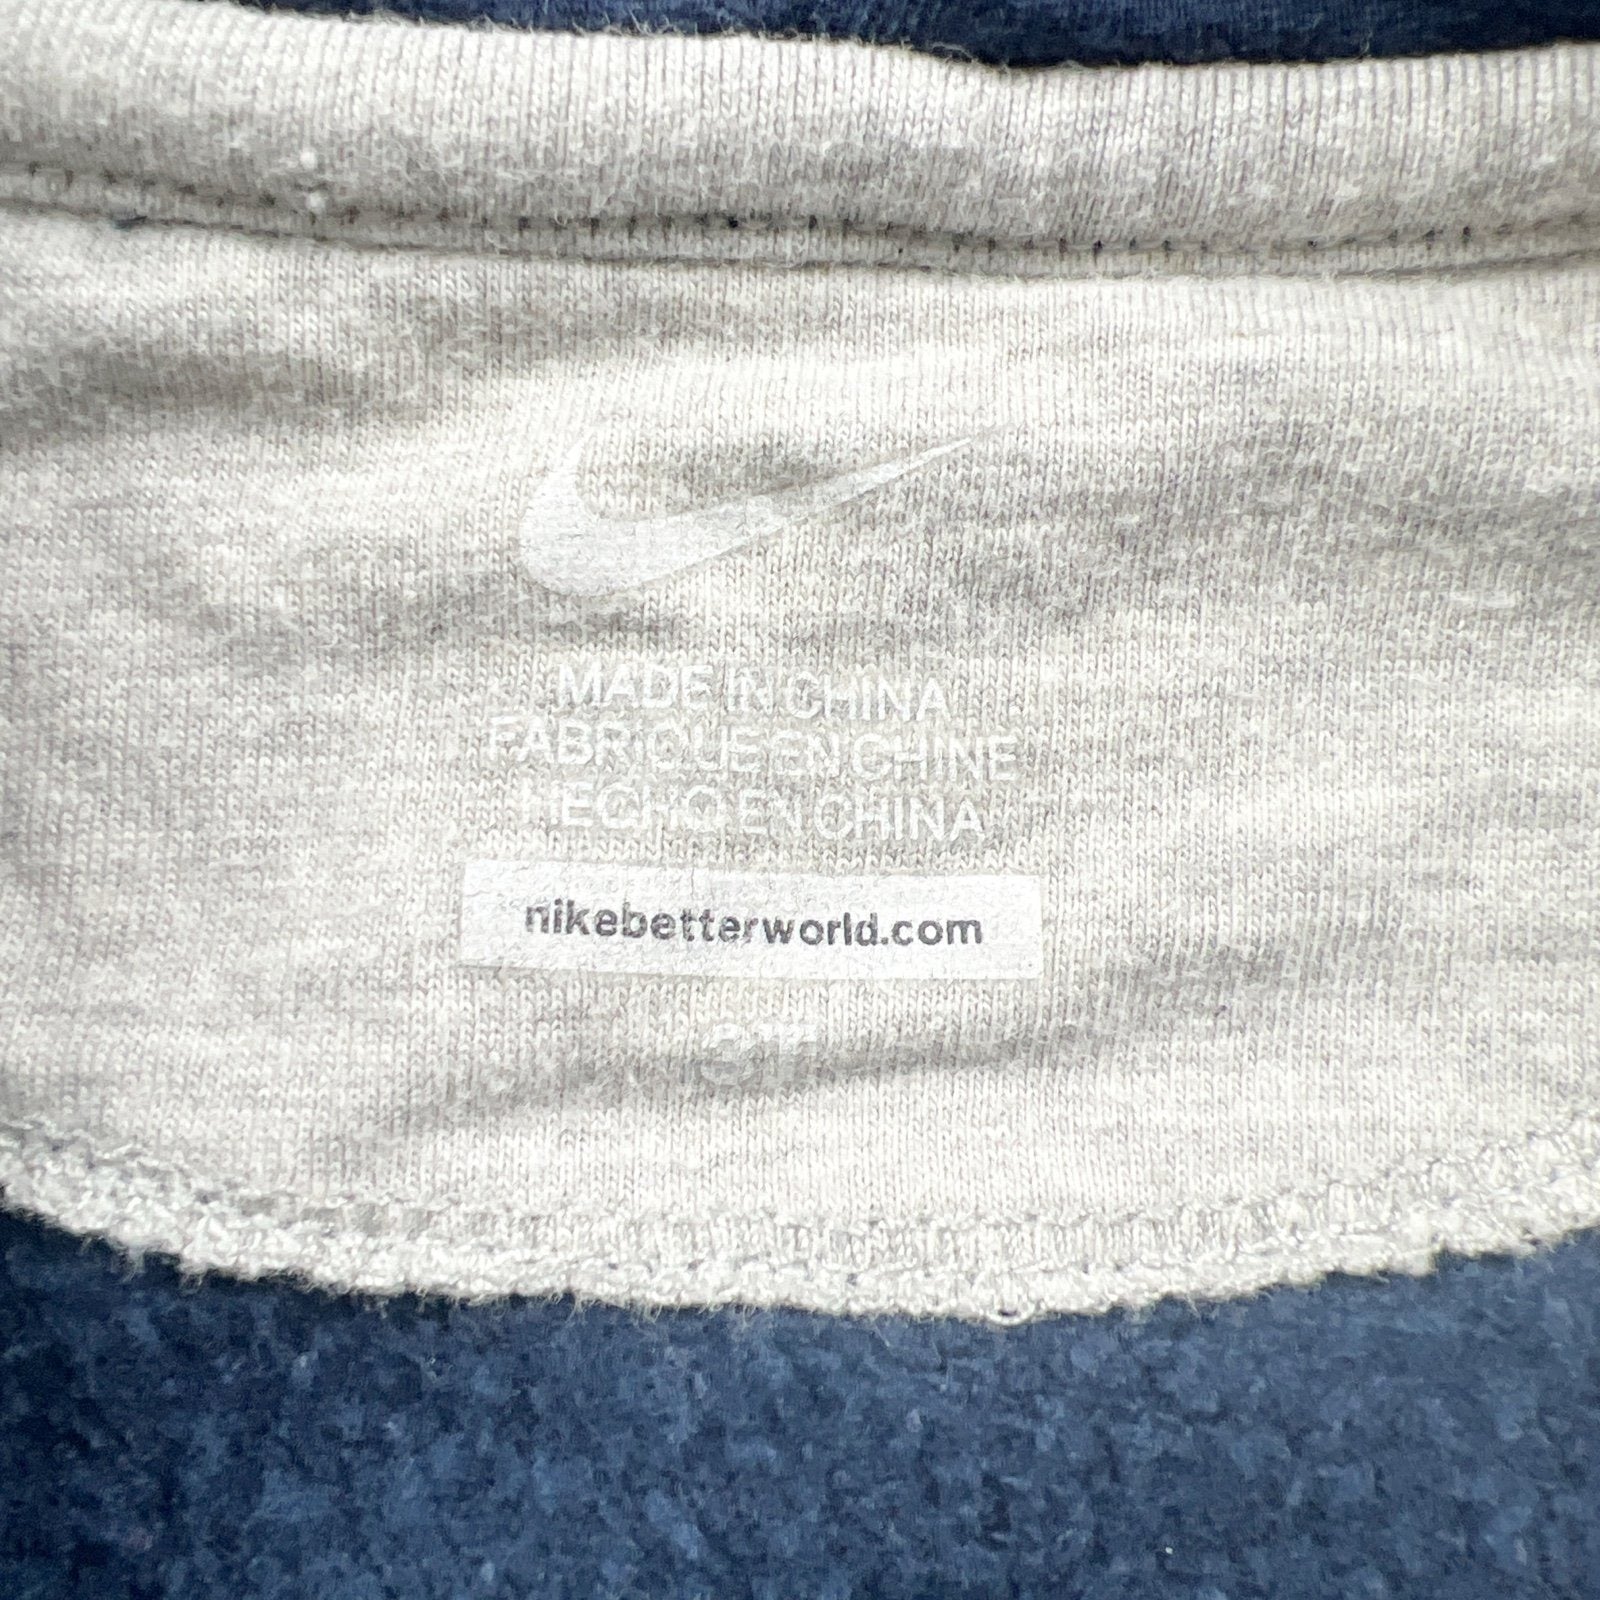 MADE IN CHINA
FABRIQUE EN CHINE
HECHO EN CHINA
nikebetterworld.com